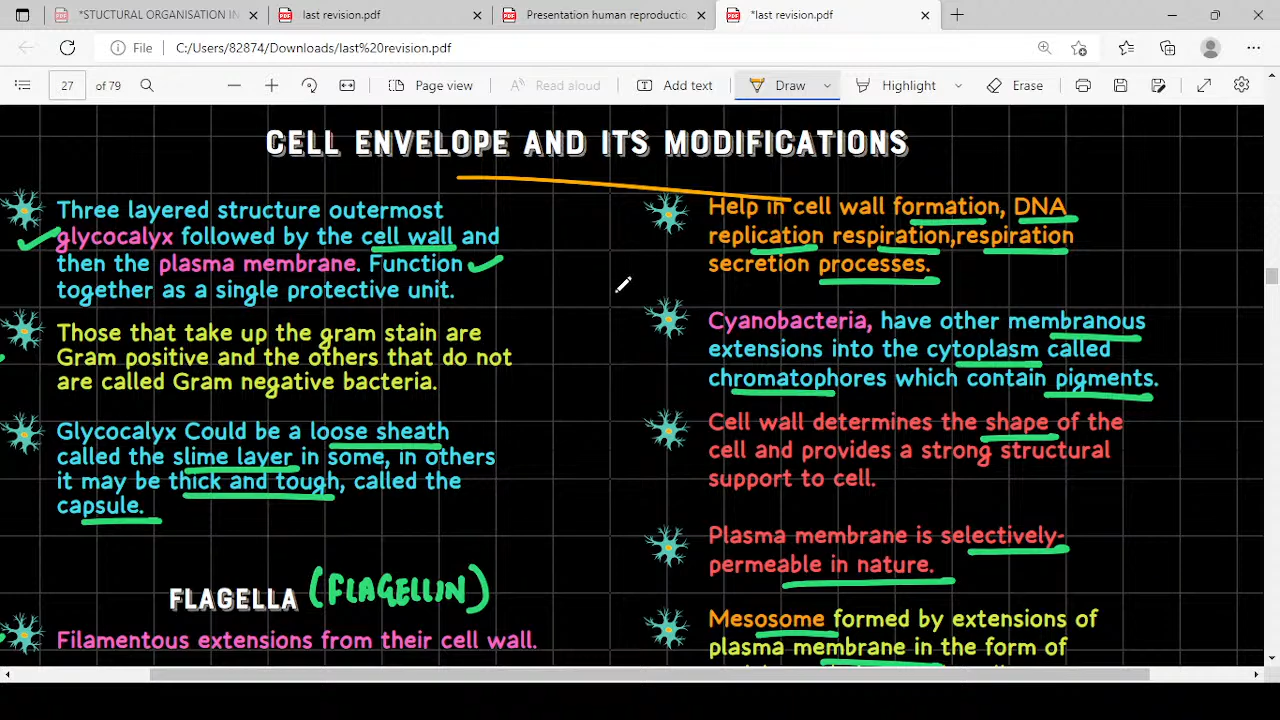 *STUCTURAL ORGANISATION IN
last revision.pdf
Presentation human reproductio
*last revision.pdf
File
C:/Users/82874/Downloads/last%20revision.pdf
27 of 79
Page view
Read aloud
Add text
Draw
Highlight
Erase
CELL ENVELOPE AND ITS MODIFICATIONS
Three layered structure outermost
glycocalyx followed by the cell wall and
then the plasma membrane. Function
together as a single protective unit.
Those that take up the gram stain are
Gram positive and the others that do not
are called Gram negative bacteria.
Glycocalyx Could be a loose sheath
called the slime layer in some, in others
it may be thick and tough, called the
capsule.
FLAGELLA (FLAGELLIN)
Filamentous extensions from their cell wall.
Help in cell wall formation, DNA
replication respiration,respiration
secretion processes.
Cyanobacteria, have other membranous
extensions into the cytoplasm called
chromatophores which contain pigments.
Cell wall determines the shape of the
cell and provides a strong structural
support to cell.
Plasma membrane is selectively-
permeable in nature.
Mesosome formed by extensions of
plasma membrane in the form of